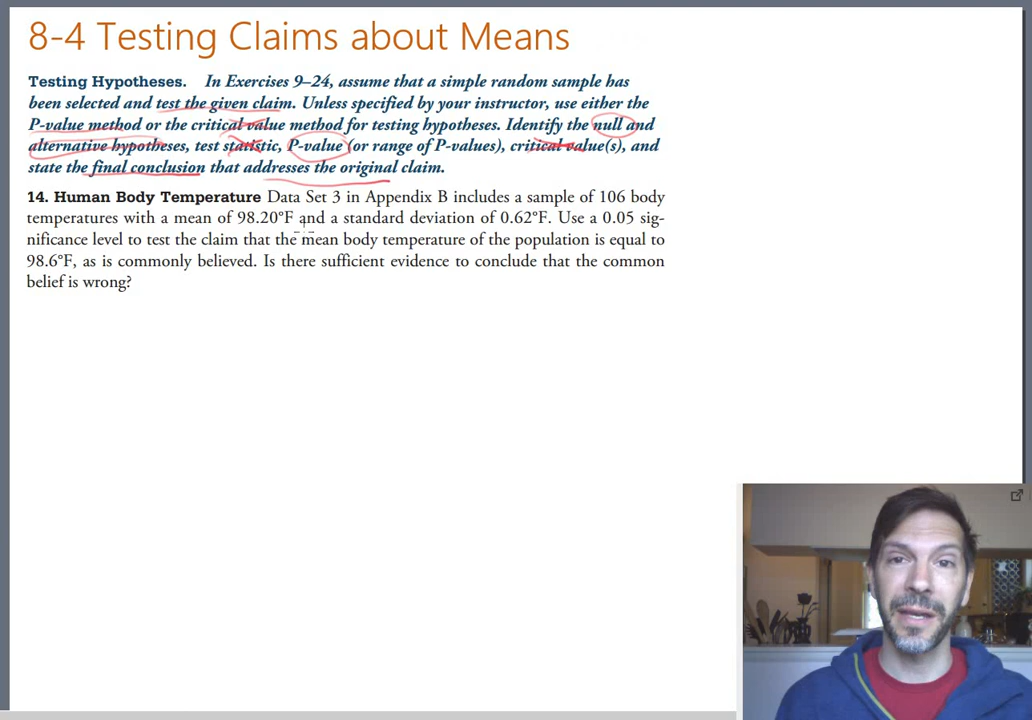 8-4 Testing Claims about Means
Testing Hypotheses. In Exercises 9–24, assume that a simple random sample has
been selected and test the given claim. Unless specified by your instructor, use either the
P-value method or the critical value method for testing hypotheses. Identify the null and
alternative hypotheses, test statistic, P-value (or range of P-values), critical value(s), and
state the final conclusion that addresses the original claim.
14. Human Body Temperature Data Set 3 in Appendix B includes a sample of 106 body
temperatures with a mean of 98.20°F and a standard deviation of 0.62°F. Use a 0.05 sig-
nificance level to test the claim that the mean body temperature of the population is equal to
98.6°F, as is commonly believed. Is there sufficient evidence to conclude that the common
belief is wrong?